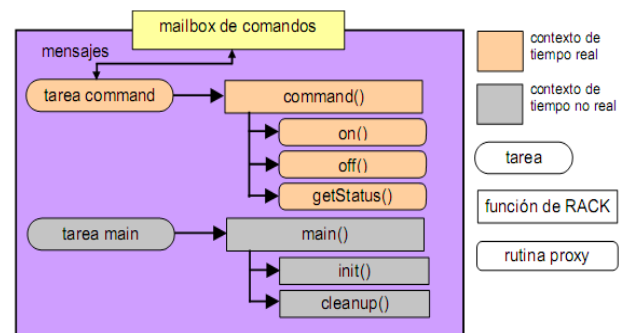 mailbox de comandos
mensajes
tarea command
command()
on()
off()
getStatus()
tarea main
main()
init()
cleanup()
contexto de
tiempo real
contexto de
tiempo no real
tarea
función de RACK
rutina proxy